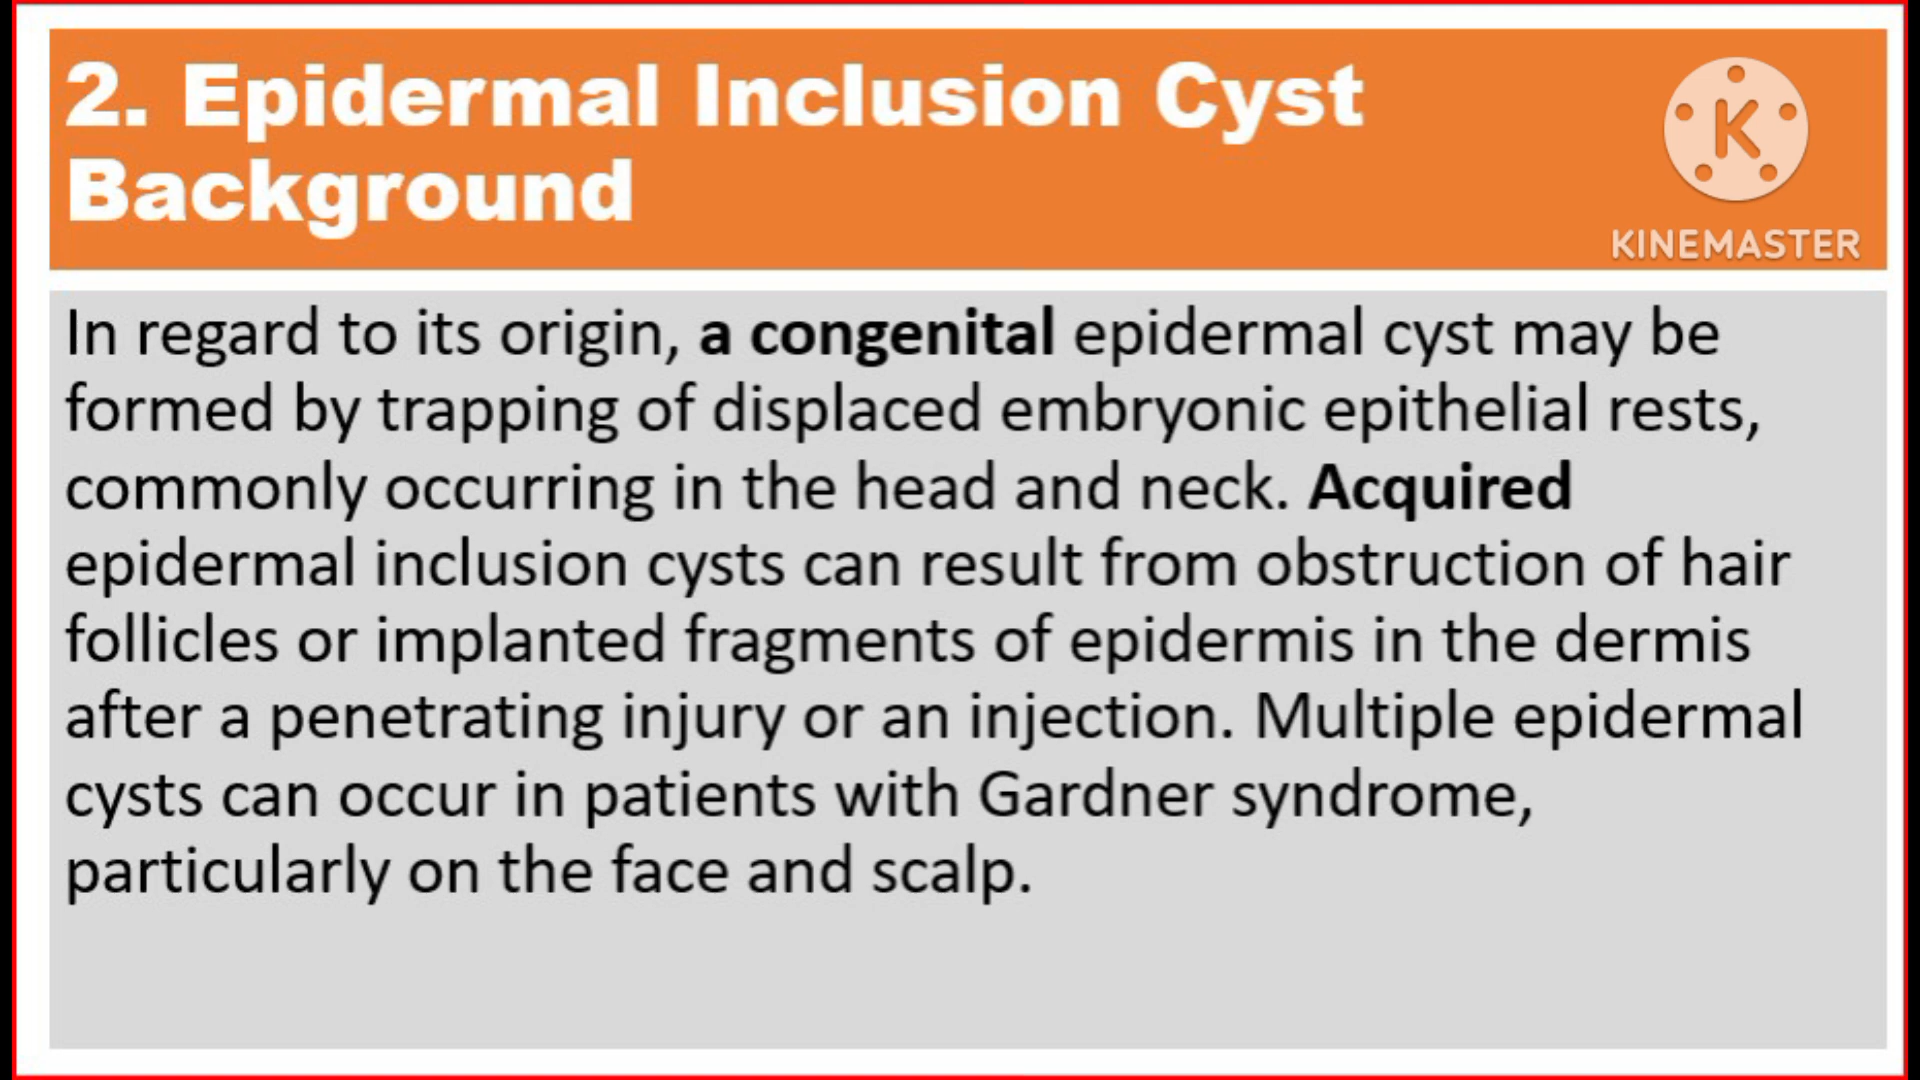 2. Epidermal Inclusion Cyst
Background
K
KINEMASTER
In regard to its origin, a congenital epidermal cyst may be
formed by trapping of displaced embryonic epithelial rests,
commonly occurring in the head and neck. Acquired
epidermal inclusion cysts can result from obstruction of hair
follicles or implanted fragments of epidermis in the dermis
after a penetrating injury or an injection. Multiple epidermal
cysts can occur in patients with Gardner syndrome,
particularly on the face and scalp.